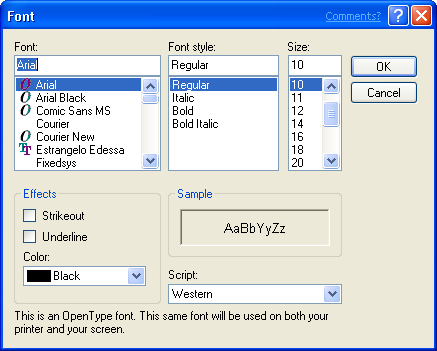 Font
Comments?
Font:
Font style:
Size:
Arial
Regular
10
OK
Cancel
Arial
Arial Black
Comic Sans MS
Courier
Courier New
Estrangelo Edessa
Fixedsys
Regular
Italic
Bold
Bold Italic
10
11
12
14
16
18
20
Effects
Strikeout
Underline
Color:
Black
Sample
AaBbYyZz
Script:
Western
This is an OpenType font. This same font will be used on both your
printer and your screen.